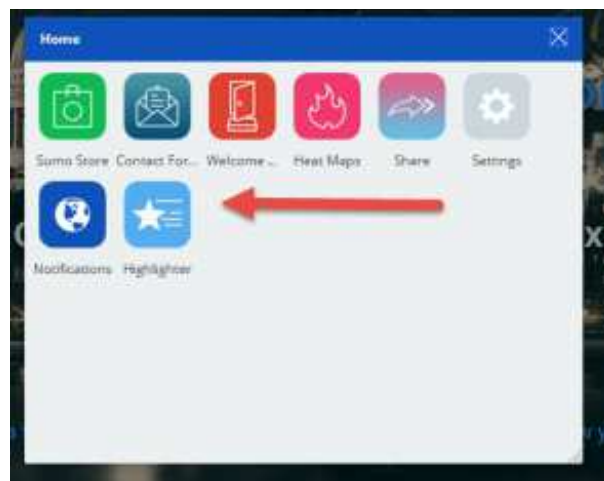 Home
Sumo Store Contact For... Welcome ... Heat Maps Share Settings
Notifications Highlighter